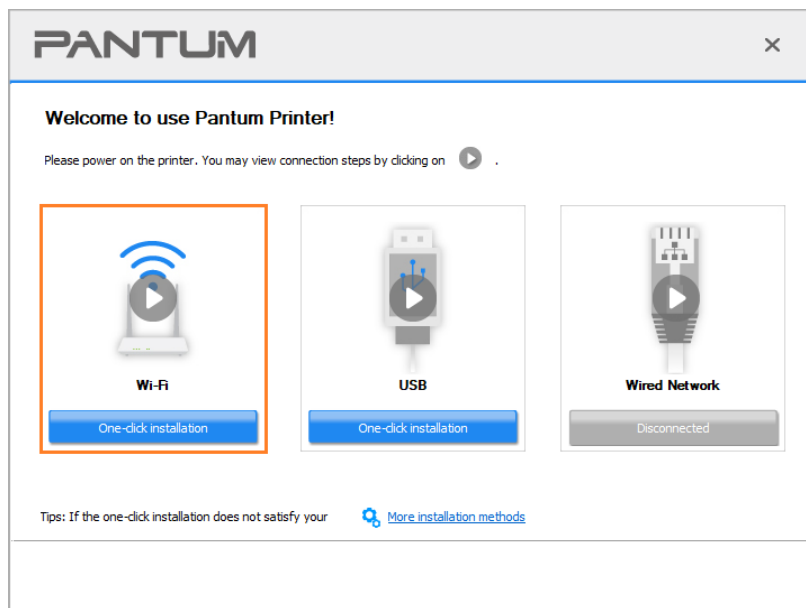 PANTUM
Welcome to use Pantum Printer!
Please power on the printer. You may view connection steps by clicking on .
Wi-Fi
USB
Wired Network
One-click installation
One-click installation
Disconnected
Tips: If the one-click installation does not satisfy your
More installation methods